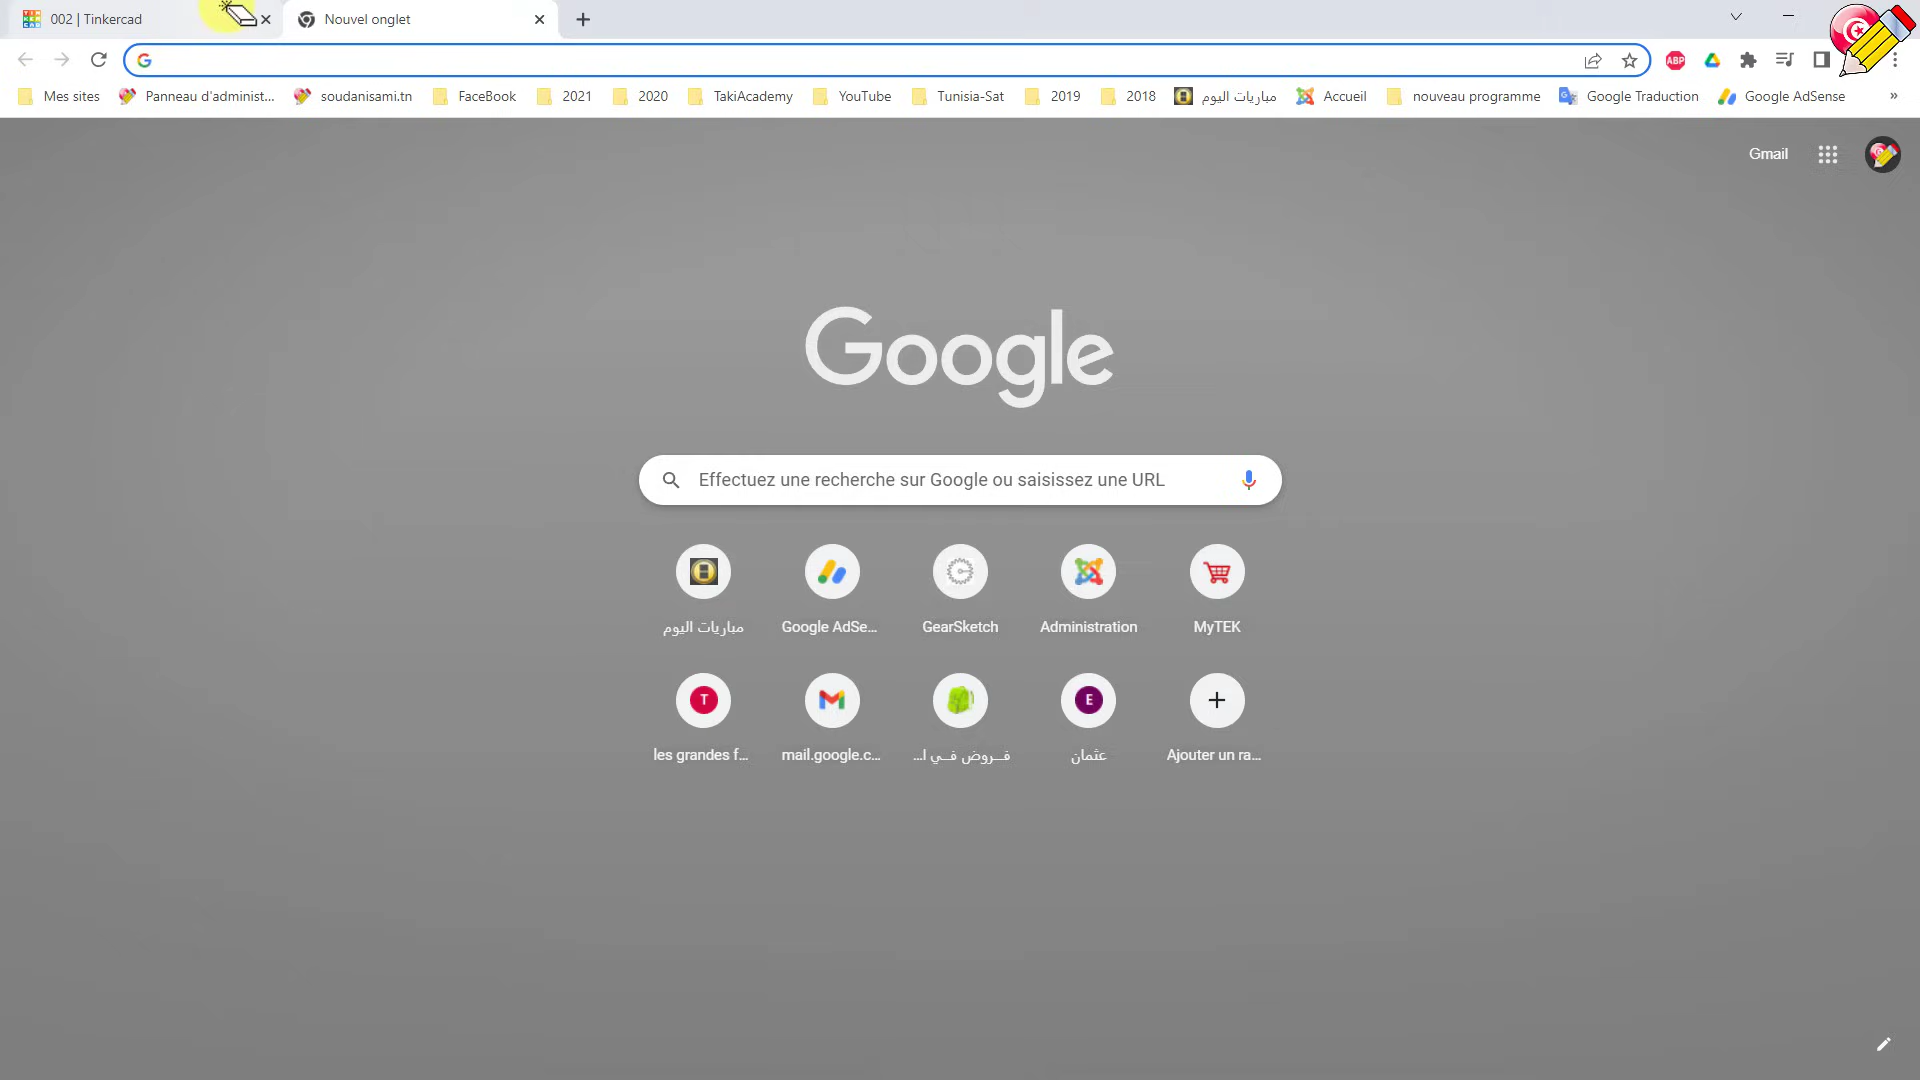 002 | Tinkercad
Nouvel onglet
Mes sites
Panneau d'administ...
soudanisami.tn
FaceBook
2021
2020
TakiAcademy
YouTube
Tunisia-Sat
2019
2018
مباريات اليوم
Accueil
nouveau programme
Google Traduction
Google AdSense
»
Gmail
Google
Effectuez une recherche sur Google ou saisissez une URL
مباريات اليوم
Google AdSe...
GearSketch
Administration
MyTEK
T
E
les grandes f...
mail.google.c...
فـــروض فـــي ا...
عثمان
Ajouter un ra...